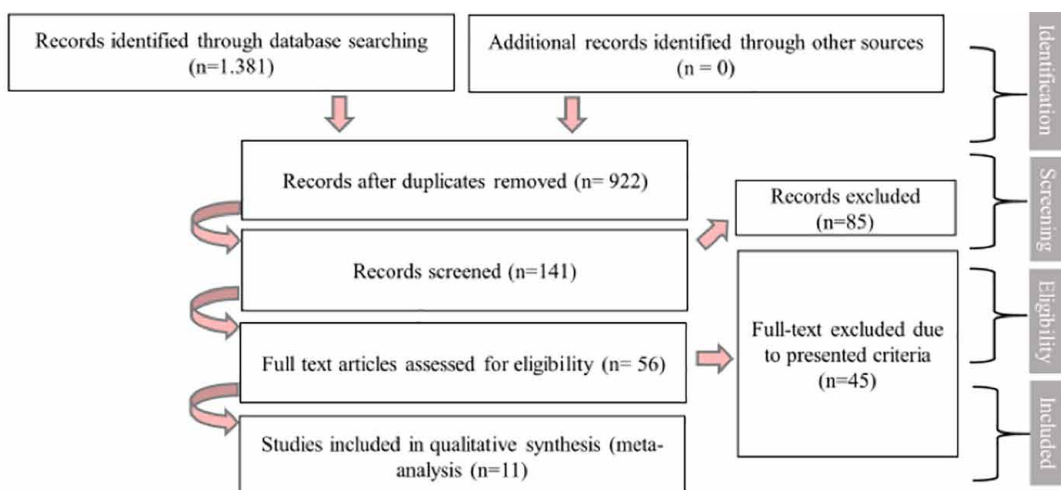 Records identified through database searching
(n=1.381)
Additional records identified through other sources
(n = 0)
Identification
Records after duplicates removed (n= 922)
Records excluded
(n=85)
Screening
Records screened (n=141)
Full-text excluded due
to presented criteria
(n=45)
Eligibility
Full text articles assessed for eligibility (n= 56)
Studies included in qualitative synthesis (meta-
analysis (n=11)
Included